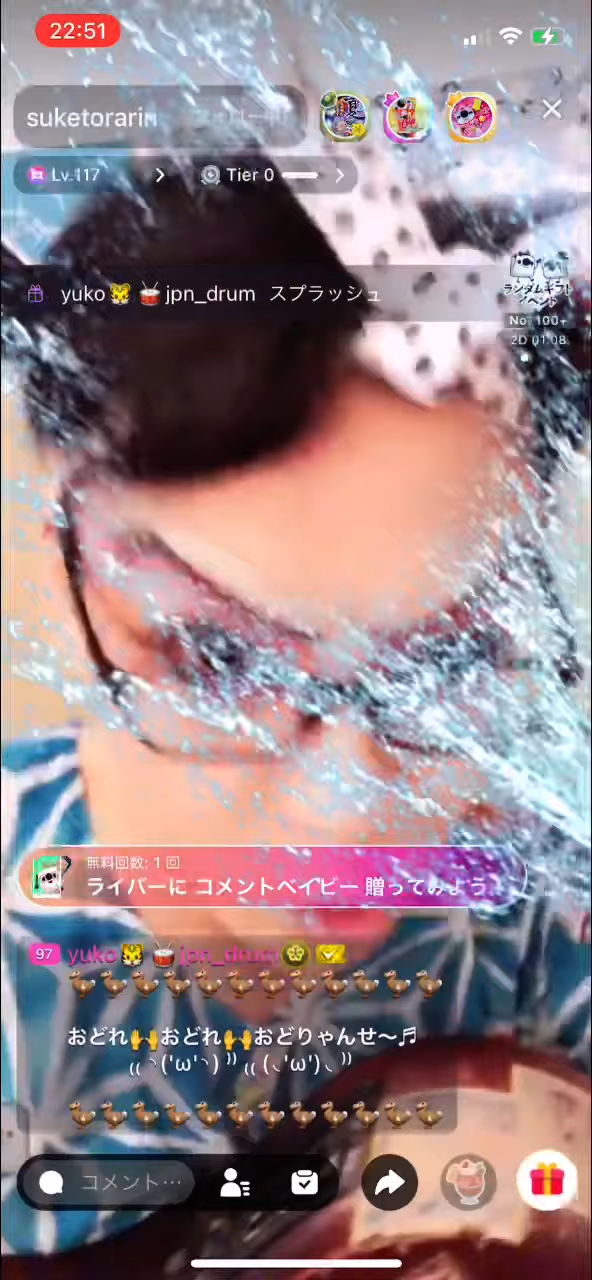 22:51
suketorarin
Lv.117
Tier 0
yuko🐯🥁jpn_drum スプラッシュ
ランダムギフト
イベント
No. 100+
2D 01:08
無料回数: 1 回
ライバーに コメントベイビー 贈ってみよう
97 yuko🐯🥁jpn_drum
🦆🦆🦆🦆🦆🦆🦆🦆🦆🦆🦆🦆
おどれ🙌おどれ🙌おどりゃんせ〜♬
₍₍ ◝('ω'◝) ⁾⁾ ₍₍ (◟'ω')◟ ⁾⁾
🦆🦆🦆🦆🦆🦆🦆🦆🦆🦆🦆🦆
コメント…